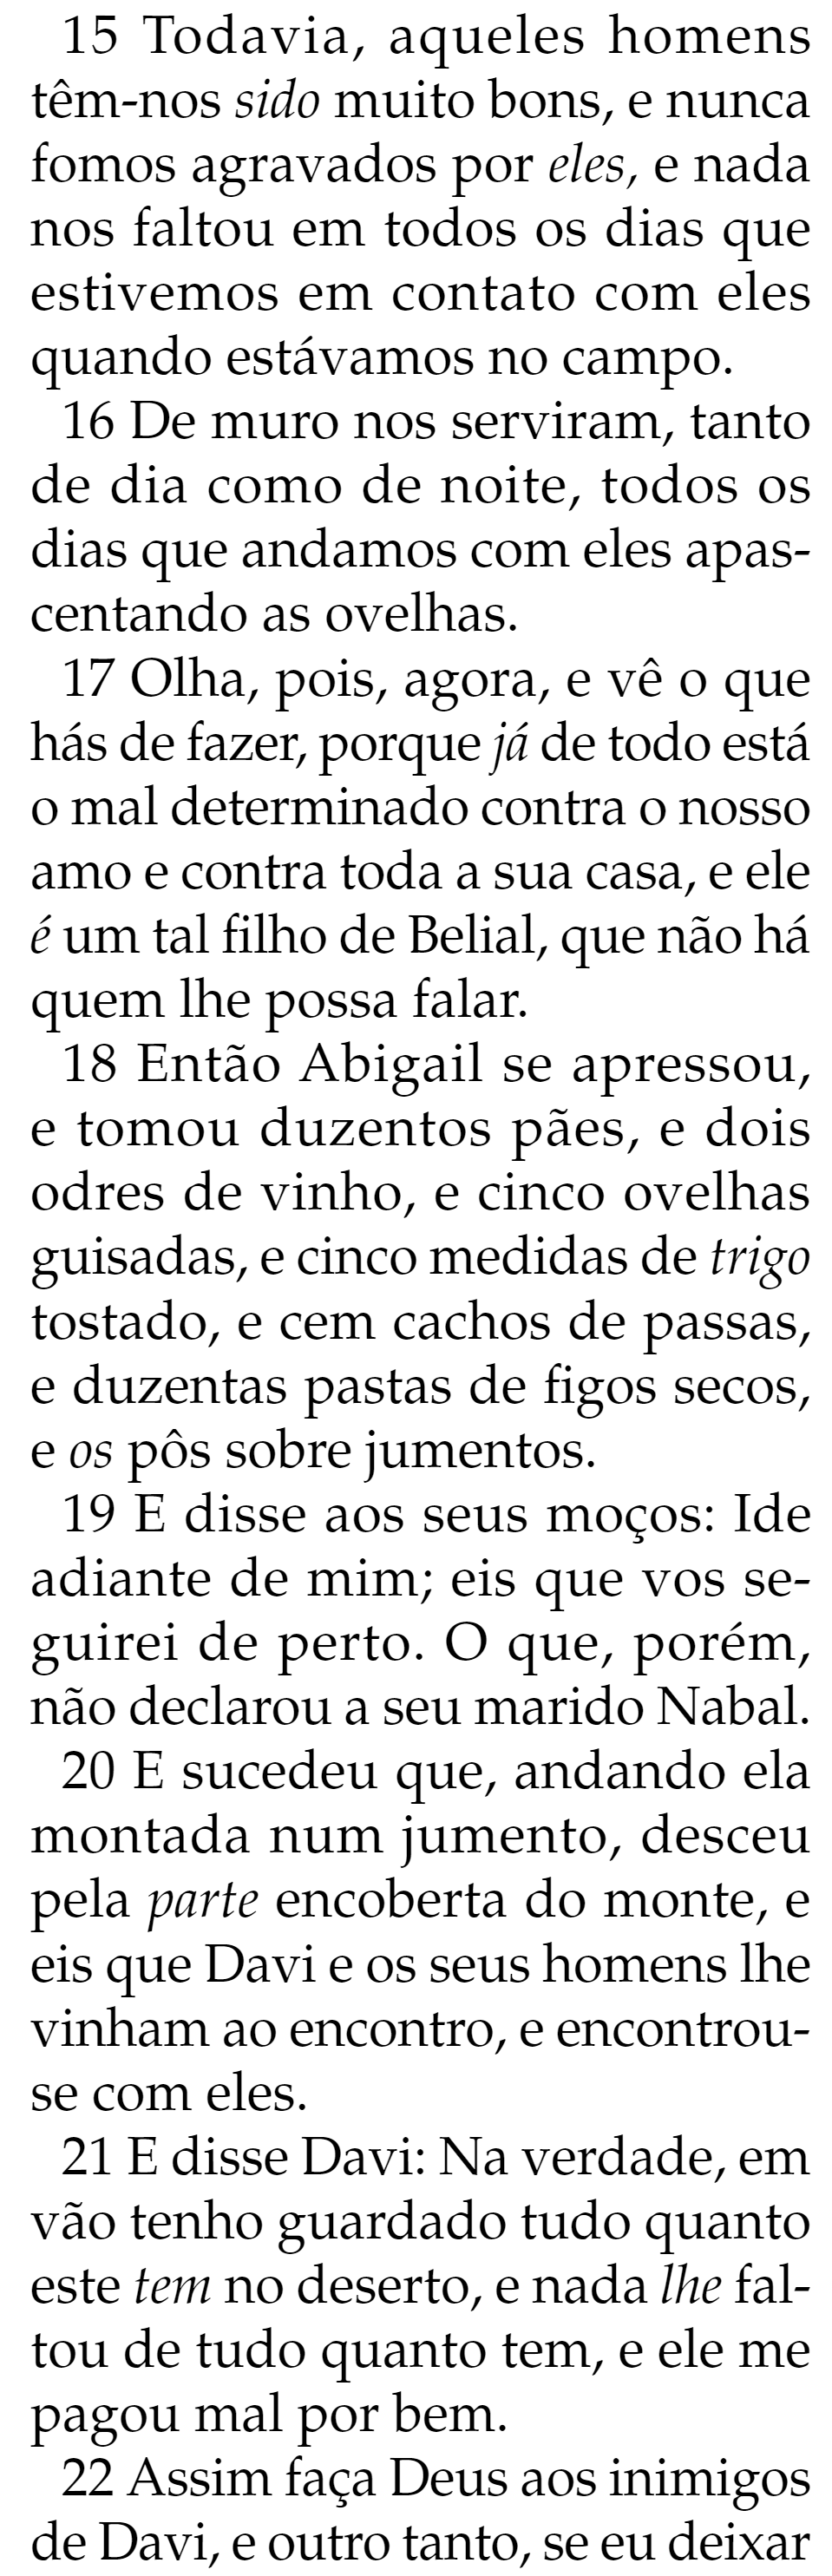 15 Todavia, aqueles homens
têm-nos sido muito bons, e nunca
fomos agravados por eles, e nada
nos faltou em todos os dias que
estivemos em contato com eles
quando estávamos no campo.
16 De muro nos serviram, tanto
de dia como de noite, todos os
dias que andamos com eles apas-
centando as ovelhas.
17 Olha, pois, agora, e vê o que
hás de fazer, porque já de todo está
o mal determinado contra o nosso
amo e contra toda a sua casa, e ele
é um tal filho de Belial, que não há
quem lhe possa falar.
18 Então Abigail se apressou,
e tomou duzentos pães, e dois
odres de vinho, e cinco ovelhas
guisadas, e cinco medidas de trigo
tostado, e cem cachos de passas,
e duzentas pastas de figos secos,
e os pôs sobre jumentos.
19 E disse aos seus moços: Ide
adiante de mim; eis que vos se-
guirei de perto. O que, porém,
não declarou a seu marido Nabal.
20 E sucedeu que, andando ela
montada num jumento, desceu
pela parte encoberta do monte, e
eis que Davi e os seus homens lhe
vinham ao encontro, e encontrou-
se com eles.
21 E disse Davi: Na verdade, em
vão tenho guardado tudo quanto
este tem no deserto, e nada lhe fal-
tou de tudo quanto tem, e ele me
pagou mal por bem.
22 Assim faça Deus aos inimigos
de Davi, e outro tanto, se eu deixar